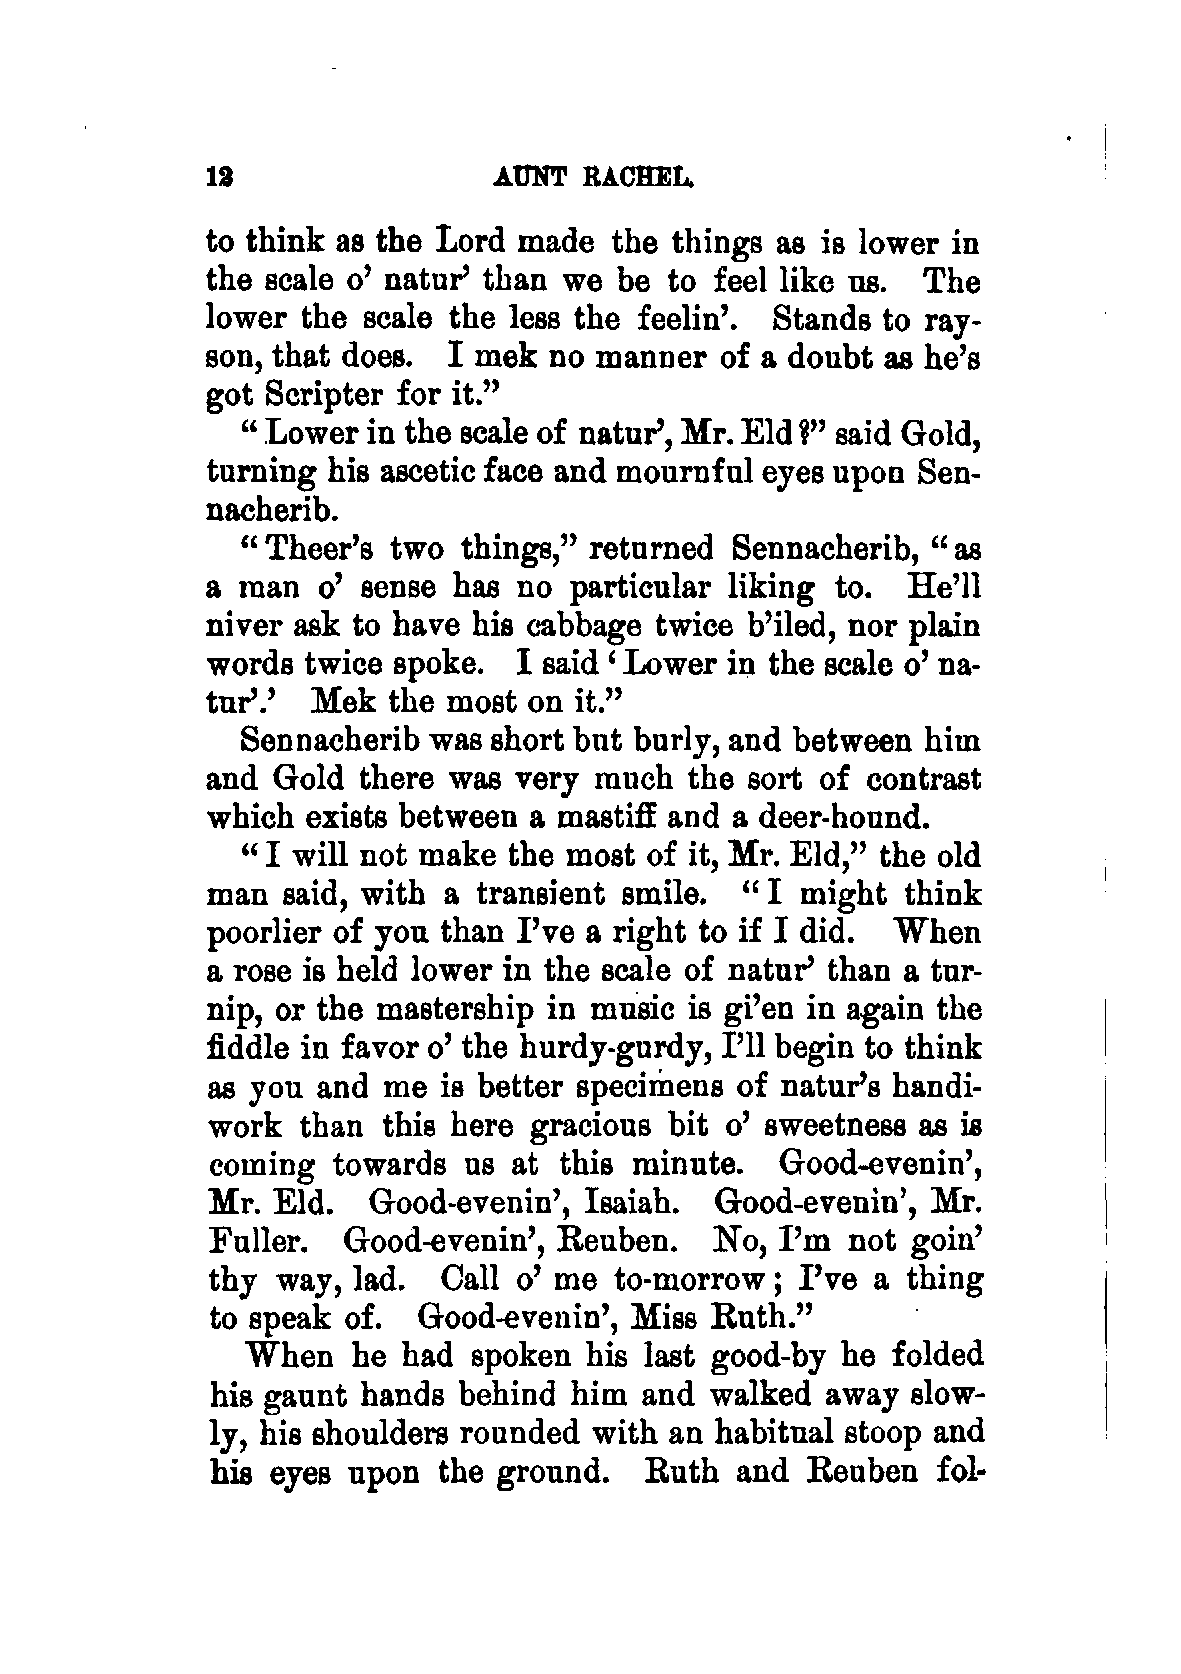 12 AUNT RACHEL.
to think as the Lord made the things as is lower in
the scale o' natur' than we be to feel like us. The
lower the scale the less the feelin'. Stands to ray-
son, that does. I mek no manner of a doubt as he's
got Scripter for it."
"Lower in the scale of natur', Mr. Eld?" said Gold,
turning his ascetic face and mournful eyes upon Sen-
nacherib.
"Theer's two things," returned Sennacherib, "as
a man o' sense has no particular liking to. He'll
niver ask to have his cabbage twice b'iled, nor plain
words twice spoke. I said 'Lower in the scale o' na-
tur'.' Mek the most on it."
Sennacherib was short but burly, and between him
and Gold there was very much the sort of contrast
which exists between a mastiff and a deer-hound.
"I will not make the most of it, Mr. Eld," the old
man said, with a transient smile. "I might think
poorlier of you than I've a right to if I did. When
a rose is held lower in the scale of natur' than a tur-
nip, or the mastership in music is gi'en in again the
fiddle in favor o' the hurdy-gurdy, I'll begin to think
as you and me is better specimens of natur's handi-
work than this here gracious bit o' sweetness as is
coming towards us at this minute. Good-evenin',
Mr. Eld. Good-evenin', Isaiah. Good-evenin', Mr.
Fuller. Good-evenin', Reuben. No, I'm not goin'
thy way, lad. Call o' me to-morrow; I've a thing
to speak of. Good-evenin', Miss Ruth."
When he had spoken his last good-by he folded
his gaunt hands behind him and walked away slow-
ly, his shoulders rounded with an habitual stoop and
his eyes upon the ground. Ruth and Reuben fol-